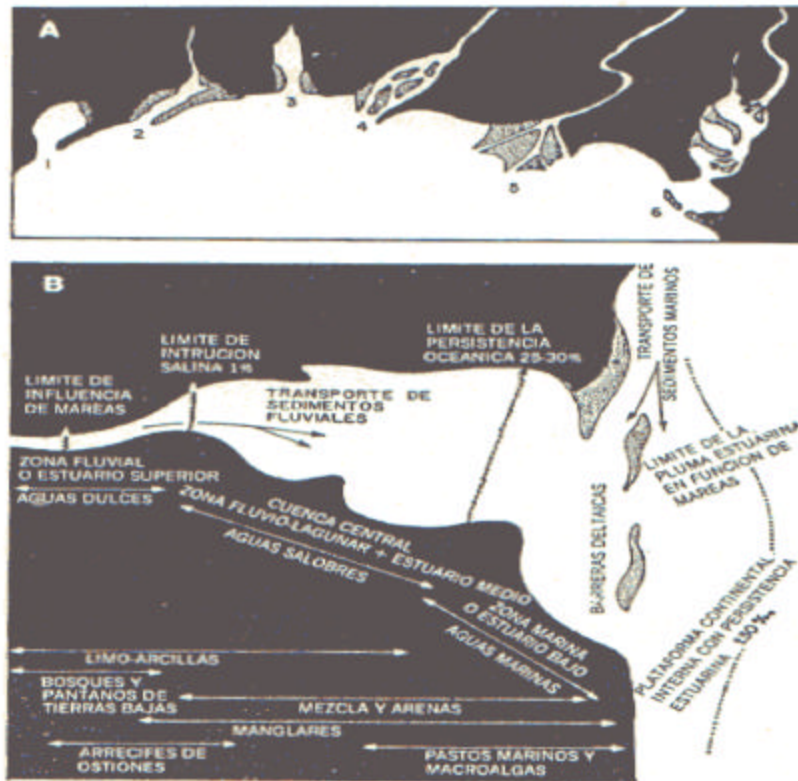 A
1
2
3
4
5
6
B
LIMITE DE
INFLUENCIA
DE MAREAS
LIMITE DE
INTRUCION
SALINA 1‰
TRANSPORTE DE
SEDIMENTOS
FLUVIALES
LIMITE DE LA
PERSISTENCIA
OCEANICA 25-30‰
TRANSPORTE DE
SEDIMENTOS MARINOS
LIMITE DE LA
PLUMA ESTUARINA
EN FUNCION DE
MAREAS
ZONA FLUVIAL
O ESTUARIO SUPERIOR
AGUAS DULCES
CUENCA CENTRAL
ZONA FLUVIO-LAGUNAR + ESTUARIO MEDIO
AGUAS SALOBRES
ZONA MARINA
O ESTUARIO BAJO
AGUAS MARINAS
BARRERAS DELTAICAS
PLATAFORMA CONTINENTAL
INTERNA CON PERSISTENCIA
ESTUARINA
LIMO-ARCILLAS
BOSQUES Y
PANTANOS DE
TIERRAS BAJAS
MEZCLA Y ARENAS
MANGLARES
ARRECIFES DE
OSTIONES
PASTOS MARINOS Y
MACROALGAS